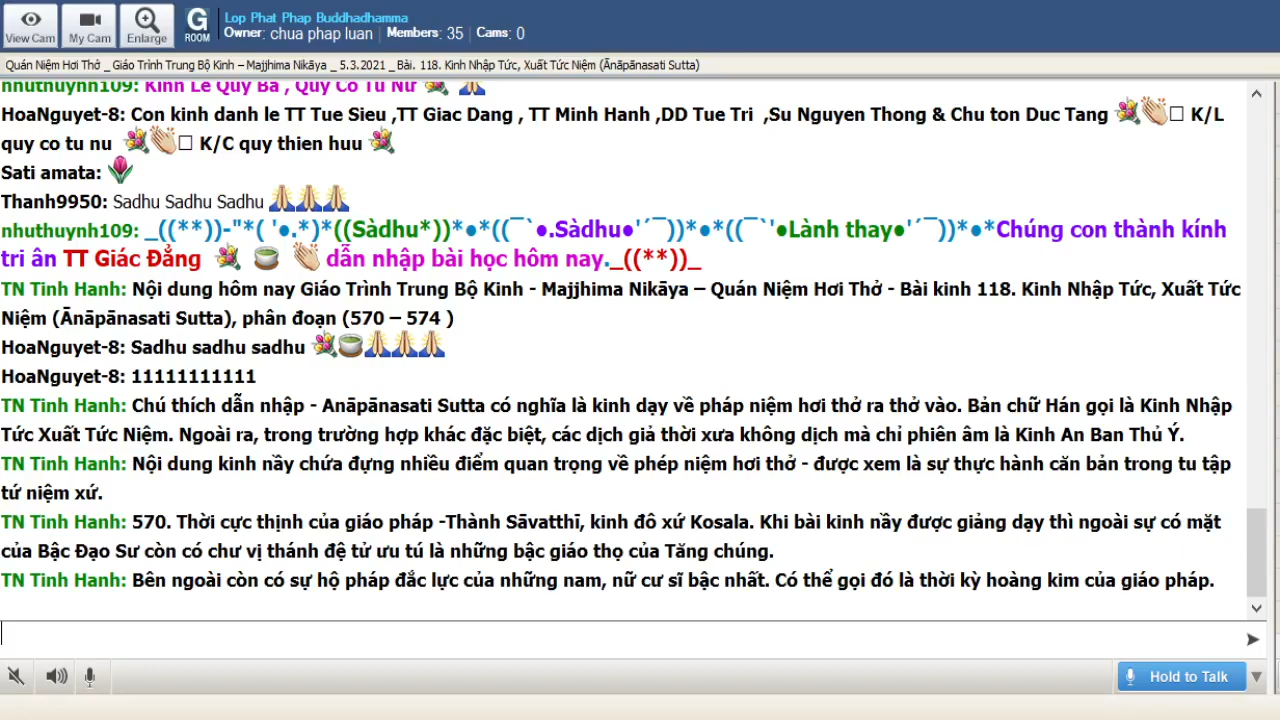 View Cam
My Cam
Enlarge
G
ROOM
Lop Phat Phap Buddhadhamma
Owner: chua phap luan | Members: 35 | Cams: 0
Quán Niệm Hơi Thở _ Giáo Trình Trung Bộ Kinh – Majjhima Nikāya _ 5.3.2021 _ Bài. 118. Kinh Nhập Tức, Xuất Tức Niệm (Ānāpānasati Sutta)
nhuthuynh109: Kinh Le Quy Ba , Quy Co Tu Nu 💐 🙏
HoaNguyet-8: Con kinh danh le TT Tue Sieu ,TT Giac Dang , TT Minh Hanh ,DD Tue Tri ,Su Nguyen Thong & Chu ton Duc Tang 💐👏□ K/L
quy co tu nu 💐👏□ K/C quy thien huu 💐
Sati amata: 🌷
Thanh9950: Sadhu Sadhu Sadhu 🙏🙏🙏
nhuthuynh109: _((**))-"*( '●.*)*((Sàdhu*))*●*((¯`●.Sàdhu●'´¯))*●*((¯`'●Lành thay●'´¯))*●*Chúng con thành kính
tri ân TT Giác Đẳng 💐 🍵 👏 dẫn nhập bài học hôm nay._((**))_
TN Tinh Hanh: Nội dung hôm nay Giáo Trình Trung Bộ Kinh - Majjhima Nikāya – Quán Niệm Hơi Thở - Bài kinh 118. Kinh Nhập Tức, Xuất Tức
Niệm (Ānāpānasati Sutta), phân đoạn (570 – 574 )
HoaNguyet-8: Sadhu sadhu sadhu 💐🍵🙏🙏🙏
HoaNguyet-8: 11111111111
TN Tinh Hanh: Chú thích dẫn nhập - Anāpānasati Sutta có nghĩa là kinh dạy về pháp niệm hơi thở ra thở vào. Bản chữ Hán gọi là Kinh Nhập
Tức Xuất Tức Niệm. Ngoài ra, trong trường hợp khác đặc biệt, các dịch giả thời xưa không dịch mà chỉ phiên âm là Kinh An Ban Thủ Ý.
TN Tinh Hanh: Nội dung kinh nầy chứa đựng nhiều điểm quan trọng về phép niệm hơi thở - được xem là sự thực hành căn bản trong tu tập
tứ niệm xứ.
TN Tinh Hanh: 570. Thời cực thịnh của giáo pháp -Thành Sāvatthī, kinh đô xứ Kosala. Khi bài kinh nầy được giảng dạy thì ngoài sự có mặt
của Bậc Đạo Sư còn có chư vị thánh đệ tử ưu tú là những bậc giáo thọ của Tăng chúng.
TN Tinh Hanh: Bên ngoài còn có sự hộ pháp đắc lực của những nam, nữ cư sĩ bậc nhất. Có thể gọi đó là thời kỳ hoàng kim của giáo pháp.
Hold to Talk